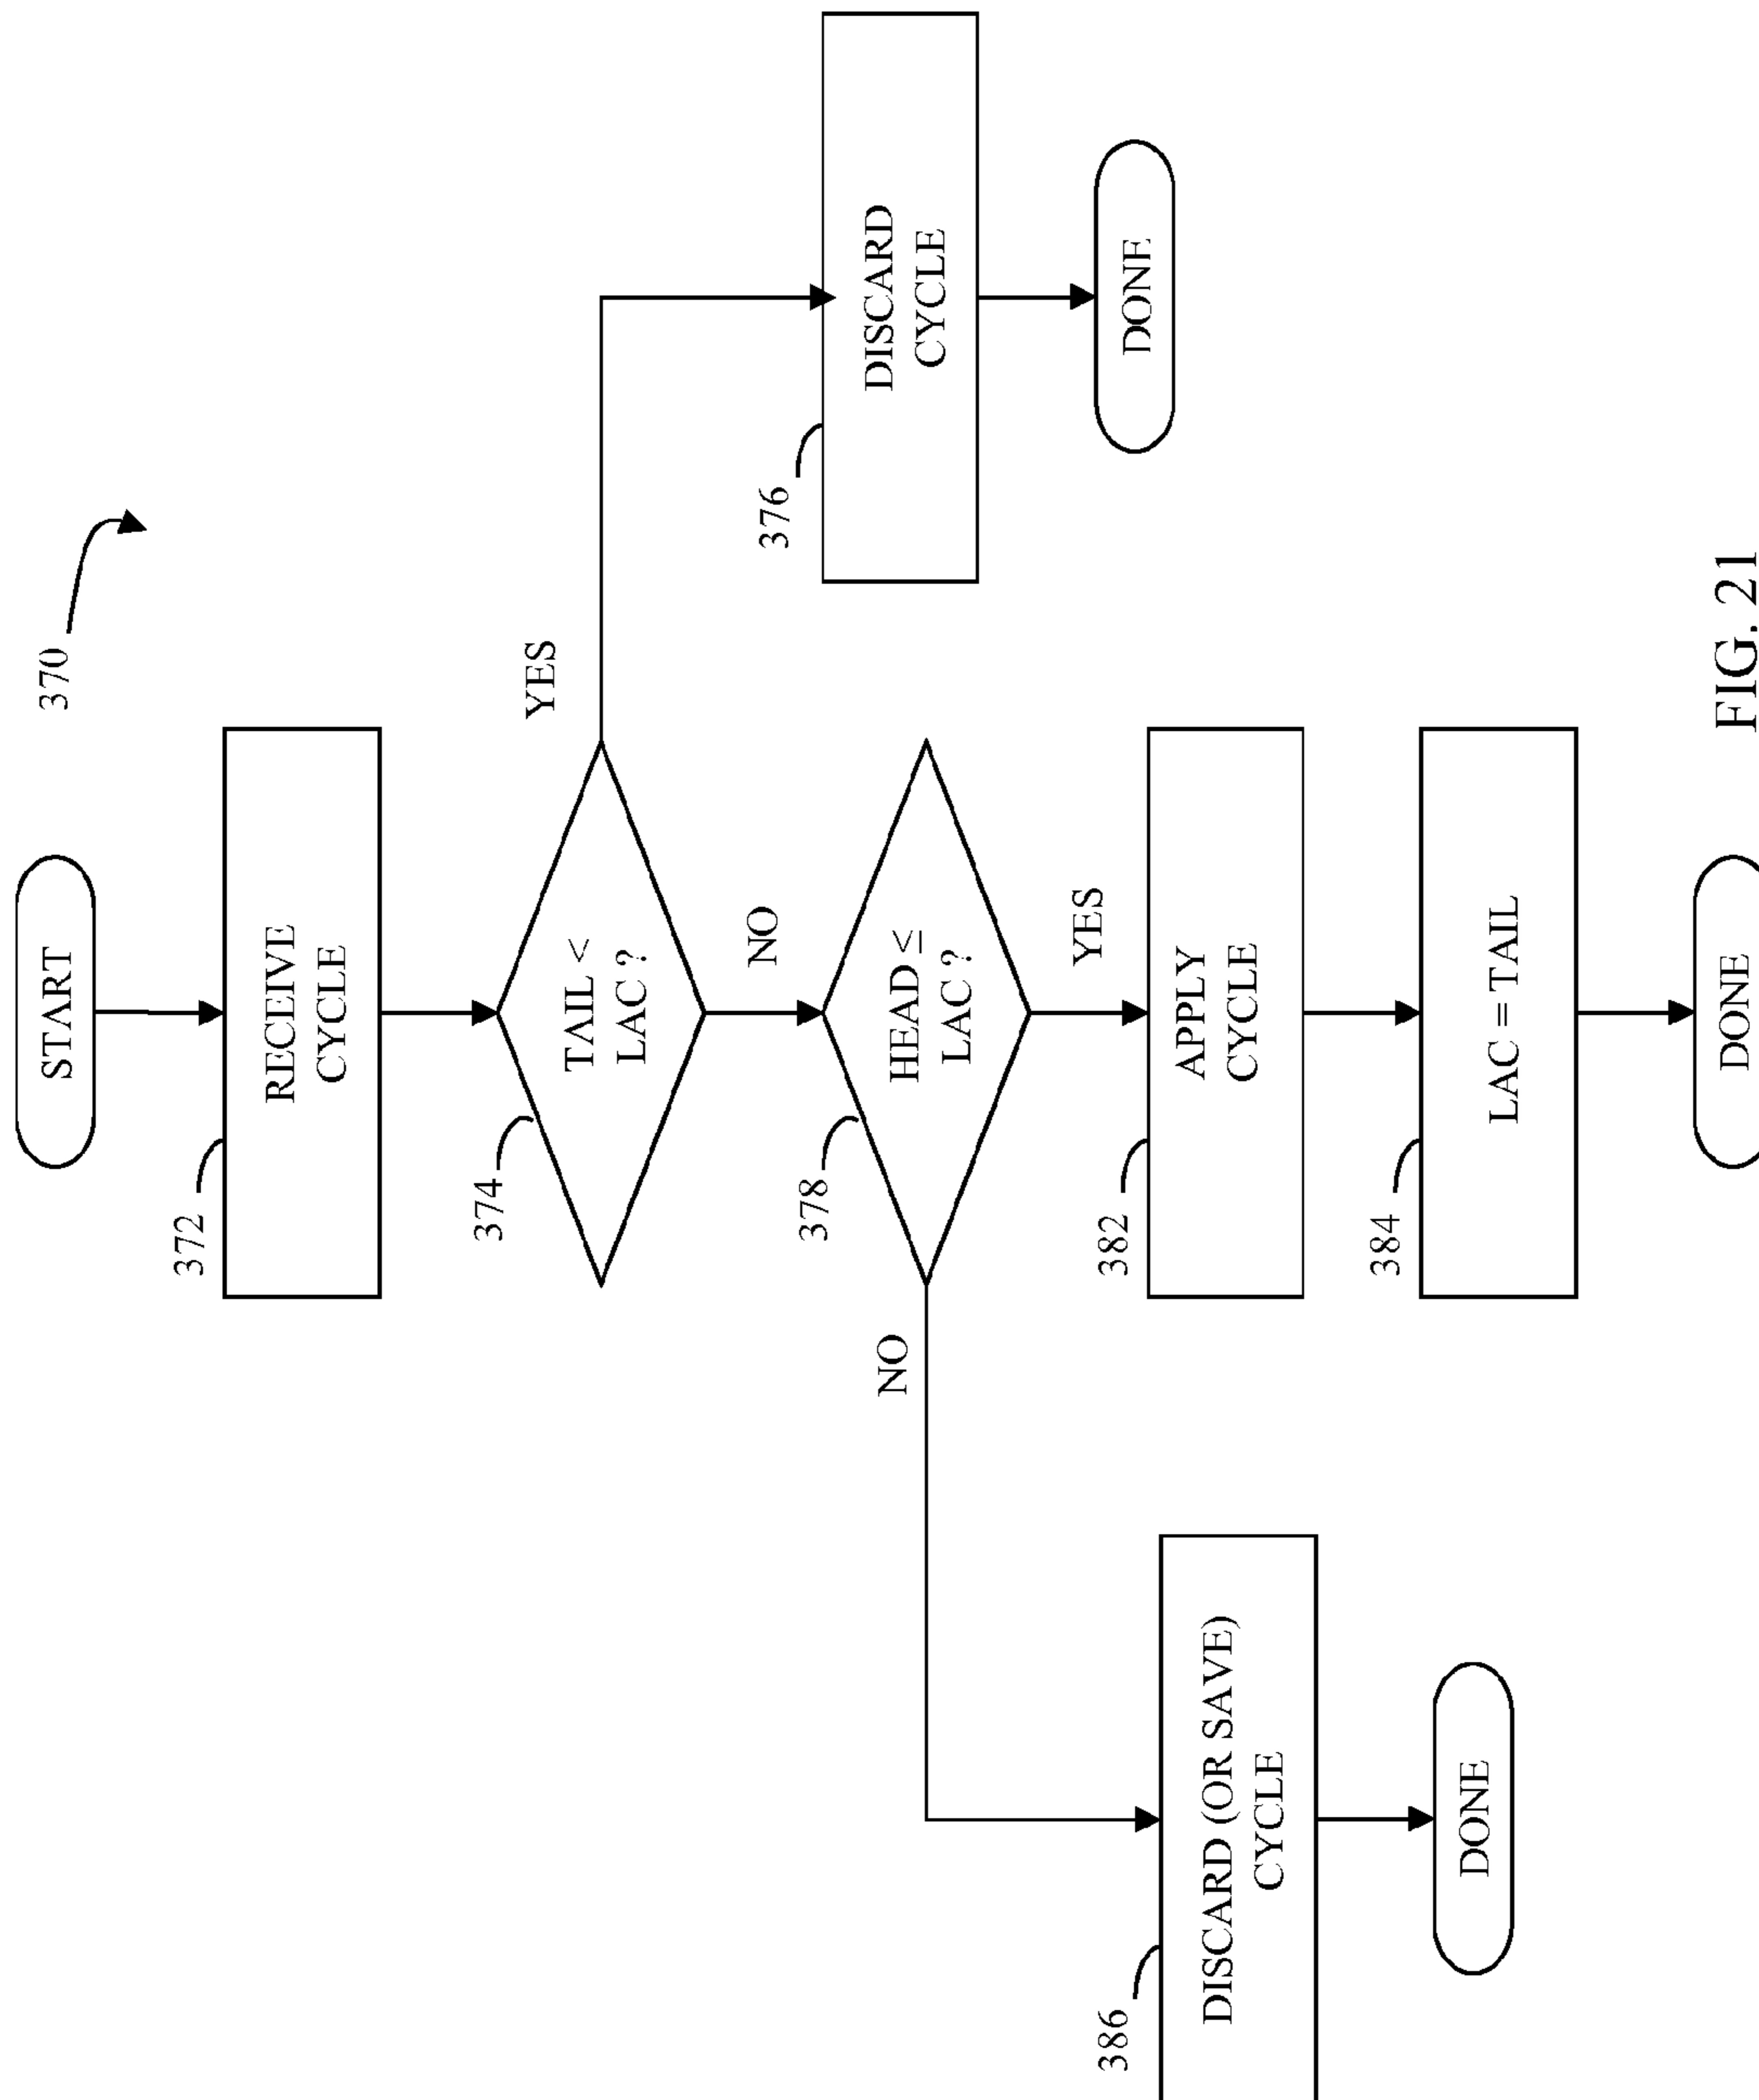 START
370
372
RECEIVE
CYCLE
374
TAIL <
LAC?
YES
NO
376
DISCARD
CYCLE
DONE
378
HEAD ≤
LAC?
NO
YES
382
APPLY
CYCLE
386
DISCARD (OR SAVE)
CYCLE
384
LAC = TAIL
DONE
DONE
FIG. 21